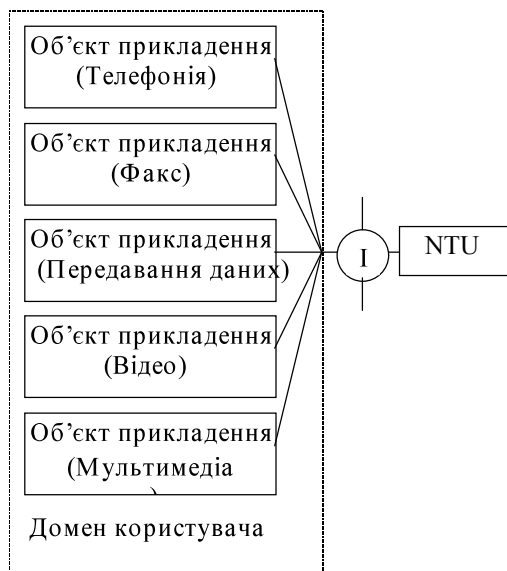 Об’єкт прикладення
(Телефонія)
Об’єкт прикладення
(Факс)
Об’єкт прикладення
(Передавання даних)
Об’єкт прикладення
(Відео)
Об’єкт прикладення
(Мультимедіа
)
Домен користувача
I
NTU